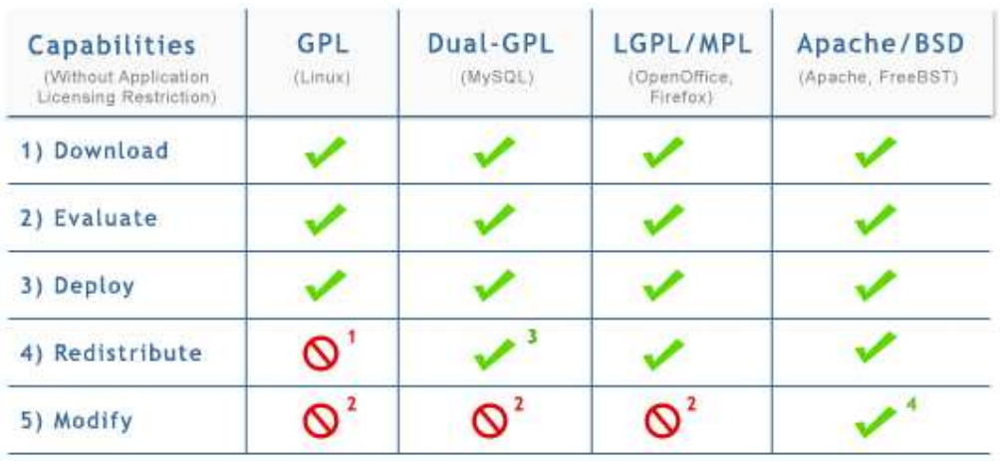 Capabilities
(Without Application
Licensing Restriction)
GPL
(Linux)
Dual-GPL
(MySQL)
LGPL/MPL
(OpenOffice,
Firefox)
Apache/BSD
(Apache, FreeBST)
1) Download
2) Evaluate
3) Deploy
4) Redistribute
1
3
5) Modify
2
2
2
4